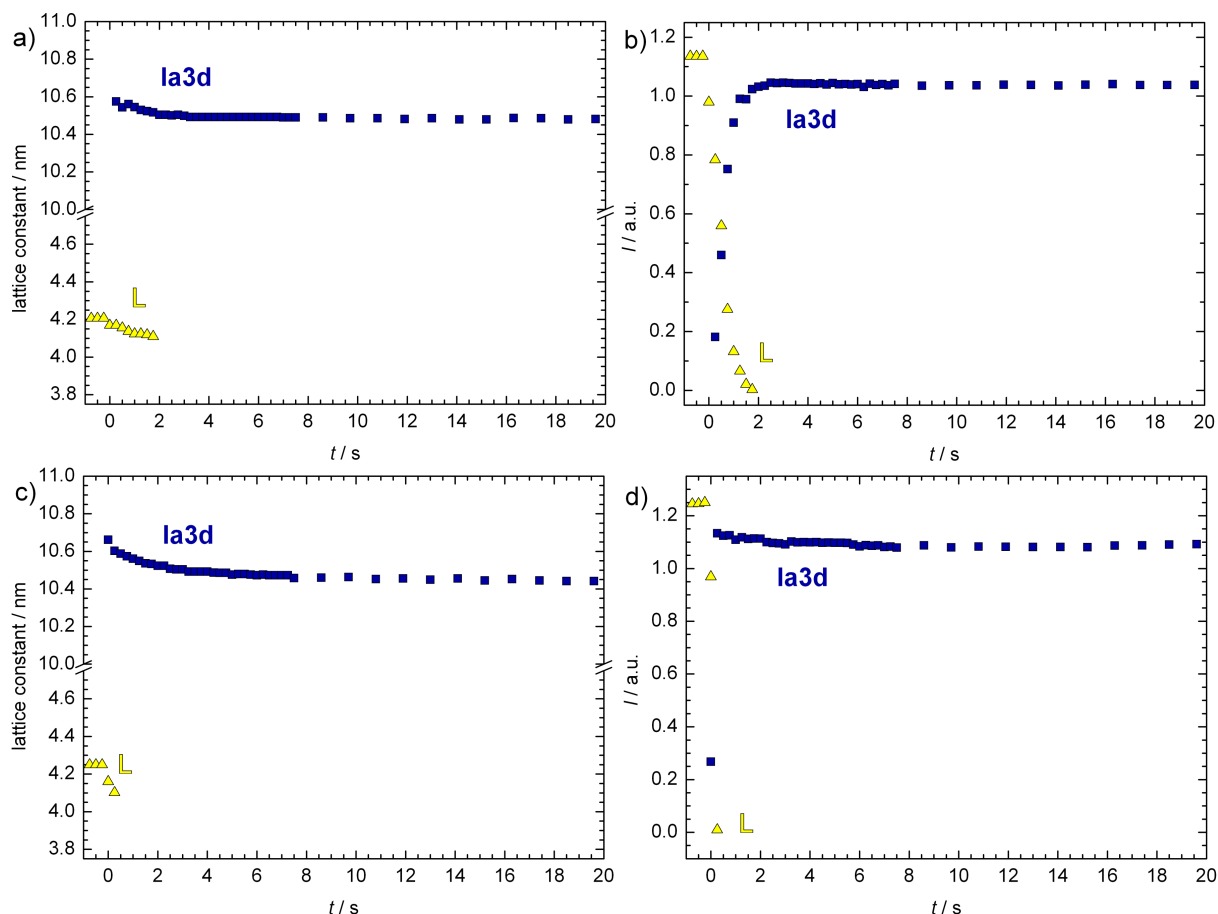 a)
11.0
10.8
10.6
10.4
10.2
10.0
4.6
4.4
4.2
4.0
3.8
lattice constant / nm
Ia3d
L
0 2 4 6 8 10 12 14 16 18 20
t / s
b)
1.2
1.0
0.8
0.6
0.4
0.2
0.0
I / a.u.
Ia3d
L
0 2 4 6 8 10 12 14 16 18 20
t / s
c)
11.0
10.8
10.6
10.4
10.2
10.0
4.6
4.4
4.2
4.0
3.8
lattice constant / nm
Ia3d
L
0 2 4 6 8 10 12 14 16 18 20
t / s
d)
1.2
1.0
0.8
0.6
0.4
0.2
0.0
I / a.u.
Ia3d
L
0 2 4 6 8 10 12 14 16 18 20
t / s